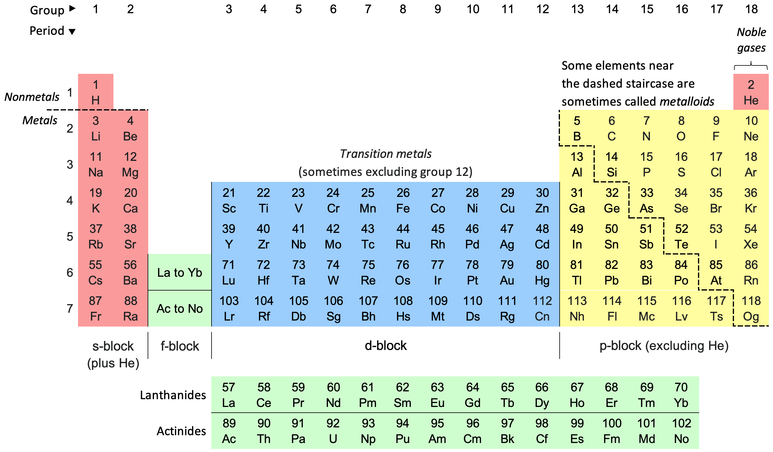 Group ► 1 2 3 4 5 6 7 8 9 10 11 12 13 14 15 16 17 18
Period ▼
Noble
gases
Some elements near
the dashed staircase are
sometimes called metalloids
1 2
Nonmetals 1 H He
Metals
3 4 5 6 7 8 9 10
2 Li Be B C N O F Ne
11 12 13 14 15 16 17 18
3 Na Mg Al Si P S Cl Ar
Transition metals
(sometimes excluding group 12)
19 20 21 22 23 24 25 26 27 28 29 30 31 32 33 34 35 36
4 K Ca Sc Ti V Cr Mn Fe Co Ni Cu Zn Ga Ge As Se Br Kr
37 38 39 40 41 42 43 44 45 46 47 48 49 50 51 52 53 54
5 Rb Sr Y Zr Nb Mo Tc Ru Rh Pd Ag Cd In Sn Sb Te I Xe
55 56 71 72 73 74 75 76 77 78 79 80 81 82 83 84 85 86
6 Cs Ba La to Yb Lu Hf Ta W Re Os Ir Pt Au Hg Tl Pb Bi Po At Rn
87 88 103 104 105 106 107 108 109 110 111 112 113 114 115 116 117 118
7 Fr Ra Ac to No Lr Rf Db Sg Bh Hs Mt Ds Rg Cn Nh Fl Mc Lv Ts Og
s-block f-block d-block p-block (excluding He)
(plus He)
57 58 59 60 61 62 63 64 65 66 67 68 69 70
Lanthanides La Ce Pr Nd Pm Sm Eu Gd Tb Dy Ho Er Tm Yb
89 90 91 92 93 94 95 96 97 98 99 100 101 102
Actinides Ac Th Pa U Np Pu Am Cm Bk Cf Es Fm Md No